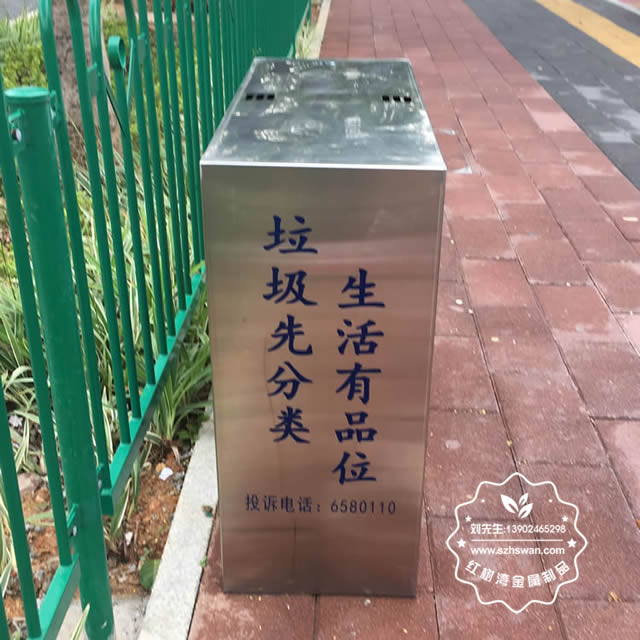 垃圾先分类
生活有品位
投诉电话：6580110
刘先生:13902465298
www.szhswan.com
红树湾金属制品